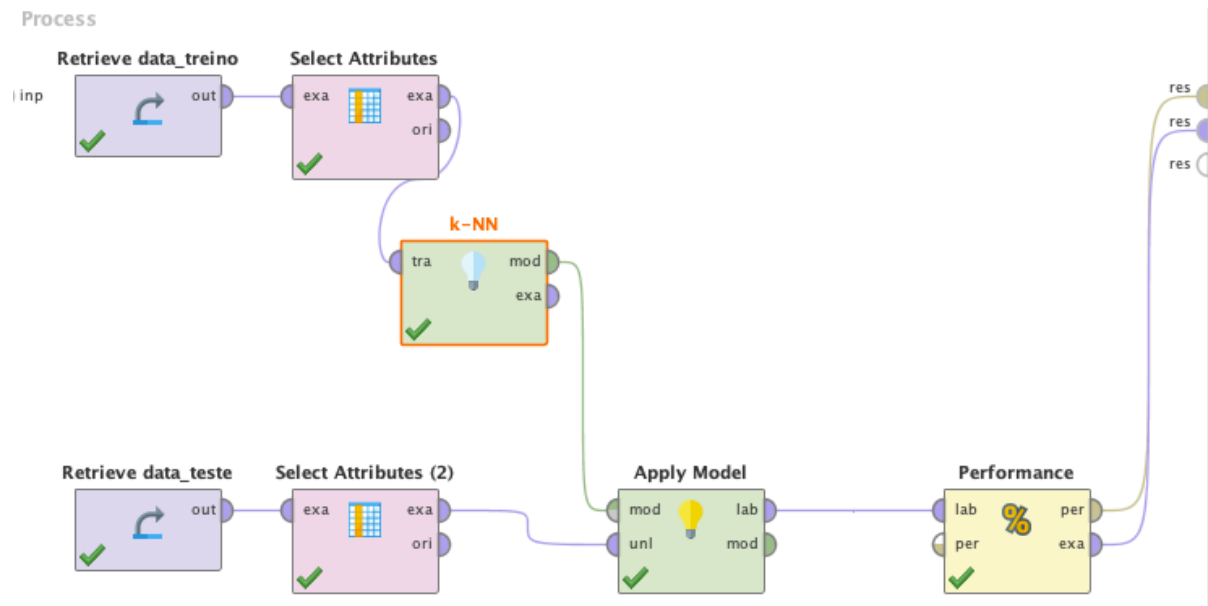 Process
Retrieve data_treino
Select Attributes
inp
out
exa
exa
ori
res
res
res
k-NN
tra
mod
exa
Retrieve data_teste
Select Attributes (2)
Apply Model
Performance
out
exa
exa
ori
mod
lab
unl
mod
lab
per
per
exa
%